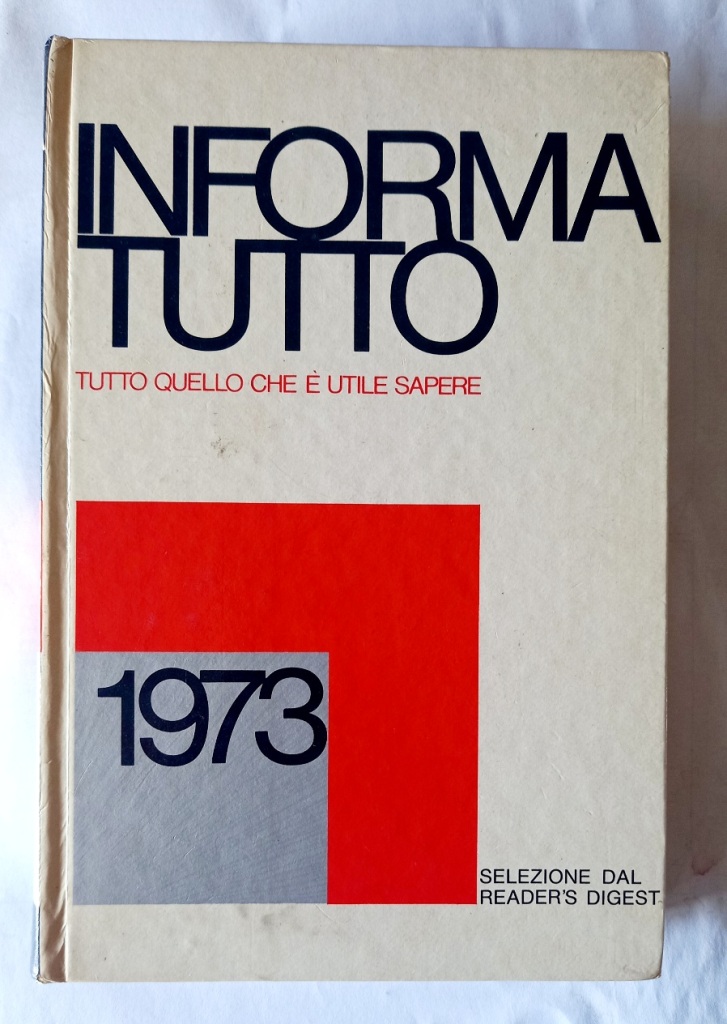 INFORMA
TUTTO
TUTTO QUELLO CHE È UTILE SAPERE
1973
SELEZIONE DAL
READER'S DIGEST